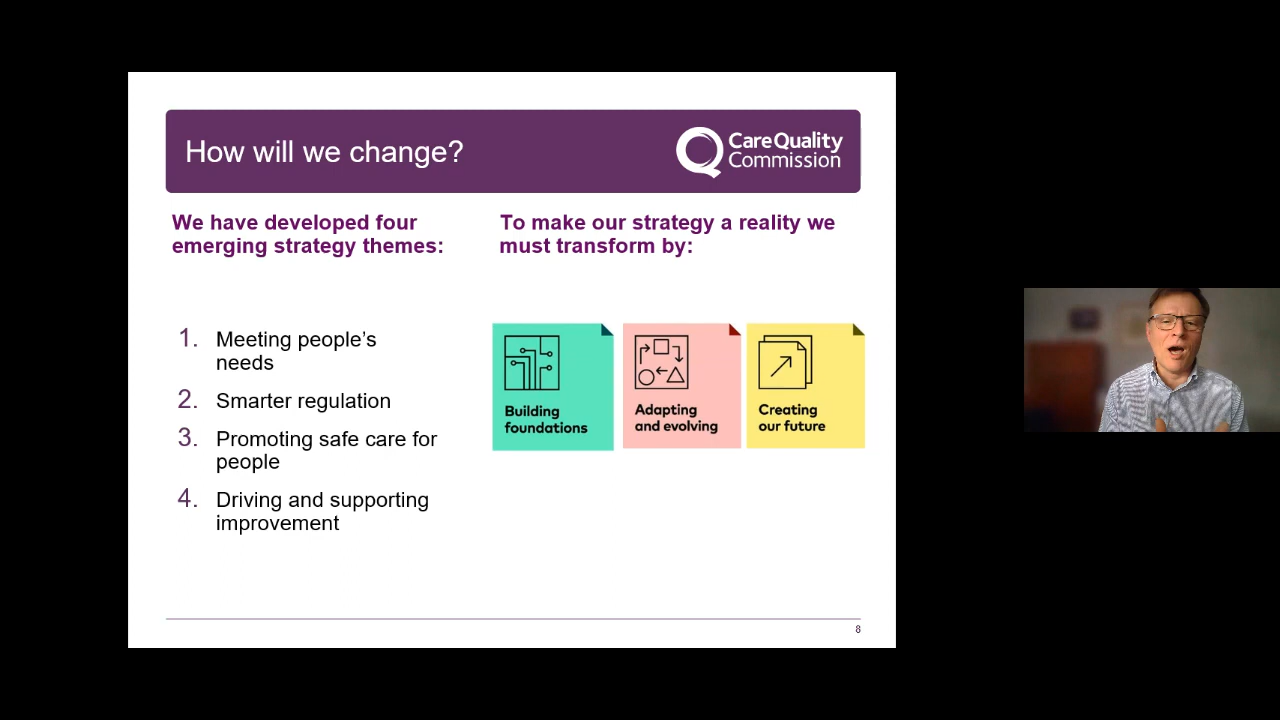 How will we change?
CareQuality
Commission
We have developed four
emerging strategy themes:
1. Meeting people’s
needs
2. Smarter regulation
3. Promoting safe care for
people
4. Driving and supporting
improvement
To make our strategy a reality we
must transform by:
Building
foundations
Adapting
and evolving
Creating
our future
8